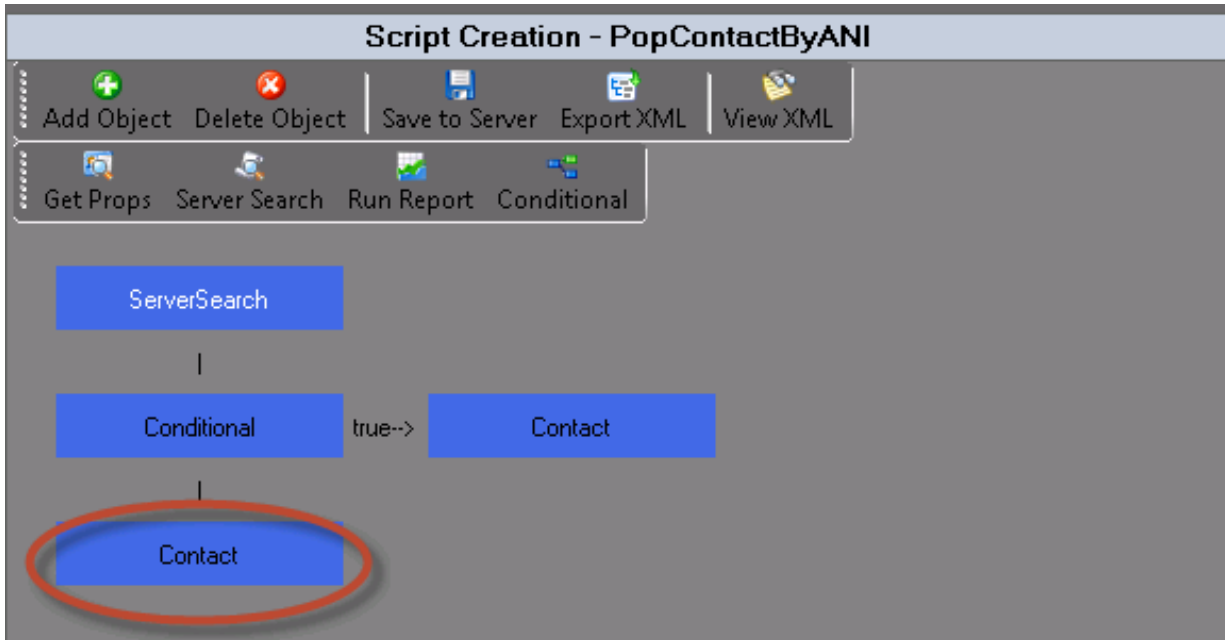 Script Creation - PopContactByANI
Add Object Delete Object Save to Server Export XML View XML
Get Props Server Search Run Report Conditional
ServerSearch
Conditional true--> Contact
Contact